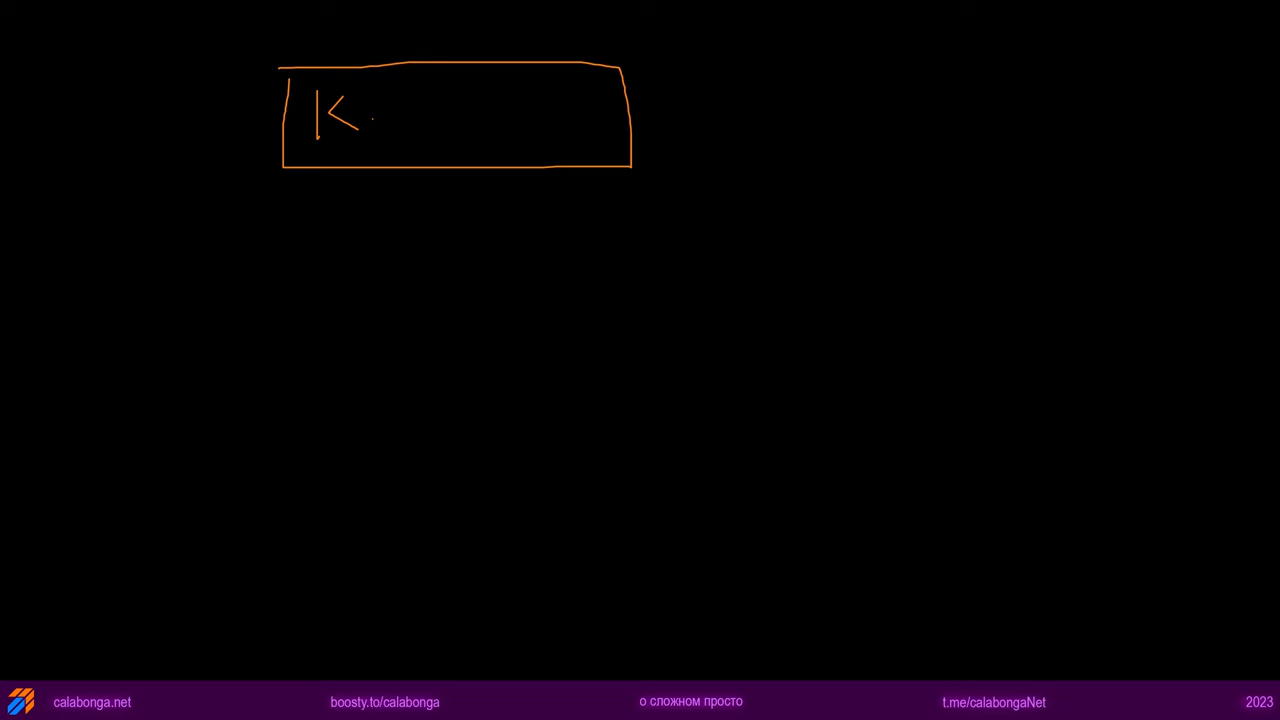 K
calabonga.net
boosty.to/calabonga
о сложном просто
t.me/calabongaNet
2023